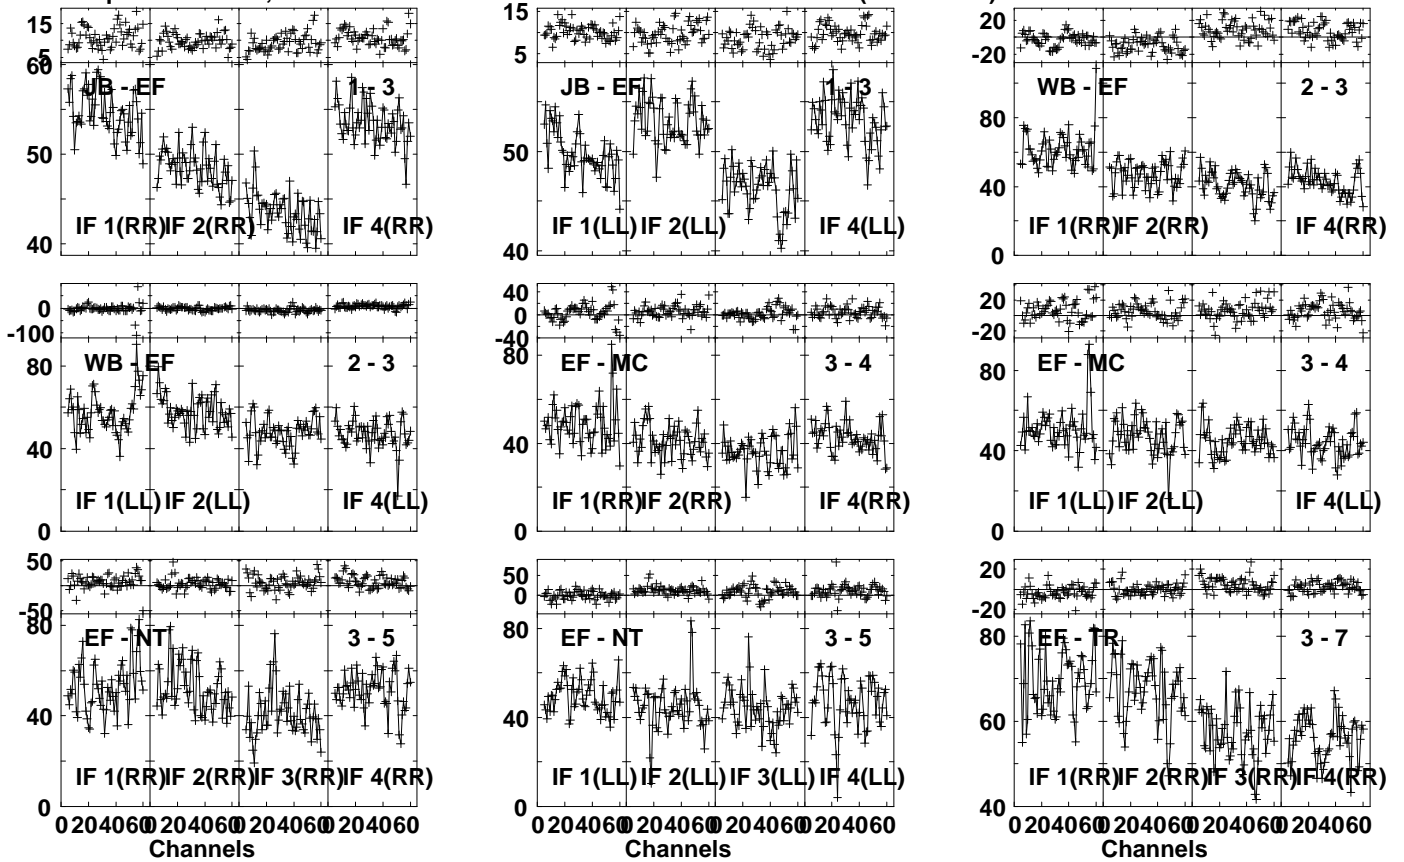 15
5
60
JB - EF
1 - 3
50
IF 1(RR)
IF 2(RR)
IF 4(RR)
40
15
5
JB - EF
1 - 3
50
IF 1(LL)
IF 2(LL)
IF 4(LL)
40
20
-20
WB - EF
2 - 3
80
40
IF 1(RR)
IF 2(RR)
IF 4(RR)
0
0
-100
WB - EF
2 - 3
80
40
IF 1(LL)
IF 2(LL)
IF 4(LL)
0
40
0
-40
EF - MC
3 - 4
80
40
IF 1(RR)
IF 2(RR)
IF 4(RR)
0
20
-20
EF - MC
3 - 4
80
40
IF 1(LL)
IF 2(LL)
IF 4(LL)
0
50
-50
80
EF - NT
3 - 5
40
IF 1(RR)
IF 2(RR)
IF 3(RR)
IF 4(RR)
0
0 204060 0 204060 0 204060 0 204060
Channels
50
0
80
EF - NT
3 - 5
40
IF 1(LL)
IF 2(LL)
IF 3(LL)
IF 4(LL)
0
0 204060 0 204060 0 204060 0 204060
Channels
20
-20
80
EF - TR
3 - 7
60
IF 1(RR)
IF 2(RR)
IF 3(RR)
IF 4(RR)
40
0 204060 0 204060 0 204060 0 204060
Channels